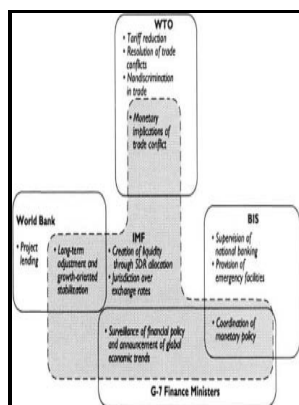 WTO
• Tariff reduction
• Resolution of trade
conflicts
• Nondiscrimination
in trade
• Monetary
implications of
trade conflict
World Bank
• Project
lending
• Long-term
adjustment and
growth-oriented
stabilization
IMF
• Creation of liquidity
through SDR allocation
• Jurisdiction over
exchange rates
BIS
• Supervision of
national banking
• Provision of
emergency facilities
• Surveillance of financial policy
and announcement of global
economic trends
• Coordination of
monetary policy
G-7 Finance Ministers